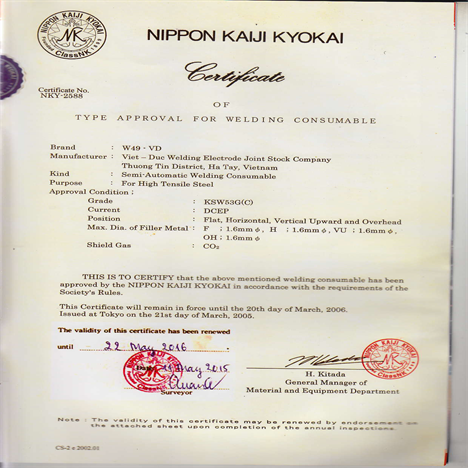 NIPPON KAIJI KYOKAI
NIPPON KAIJI KYOKAI
NK
ClassNK
Certificate
Certificate No.
NKY-2588
OF
TYPE APPROVAL FOR WELDING CONSUMABLE
Brand : W49 - VD
Manufacturer : Viet – Duc Welding Electrode Joint Stock Company
Thuong Tin District, Ha Tay, Vietnam
Kind : Semi-Automatic Welding Consumable
Purpose : For High Tensile Steel
Approval Condition ;
Grade : KSW53G(C)
Current : DCEP
Position : Flat, Horizontal, Vertical Upward and Overhead
Max. Dia. of Filler Metal : F ; 1.6mm φ, H ; 1.6mm φ, VU ; 1.6mm φ,
OH ; 1.6mm φ
Shield Gas : CO₂
THIS IS TO CERTIFY that the above mentioned welding consumable has been
approved by the NIPPON KAIJI KYOKAI in accordance with the requirements of the
Society's Rules.
This Certificate will remain in force until the 20th day of March, 2006.
Issued at Tokyo on the 21st day of March, 2005.
The validity of this certificate has been renewed
until 22 May 2016
Date May 2015
Surveyor
H. Kitada
General Manager of
Material and Equipment Department
Note : The validity of this certificate may be renewed by endorsement on
the attached sheet upon completion of the annual inspections.
CS-2 e 2002.01